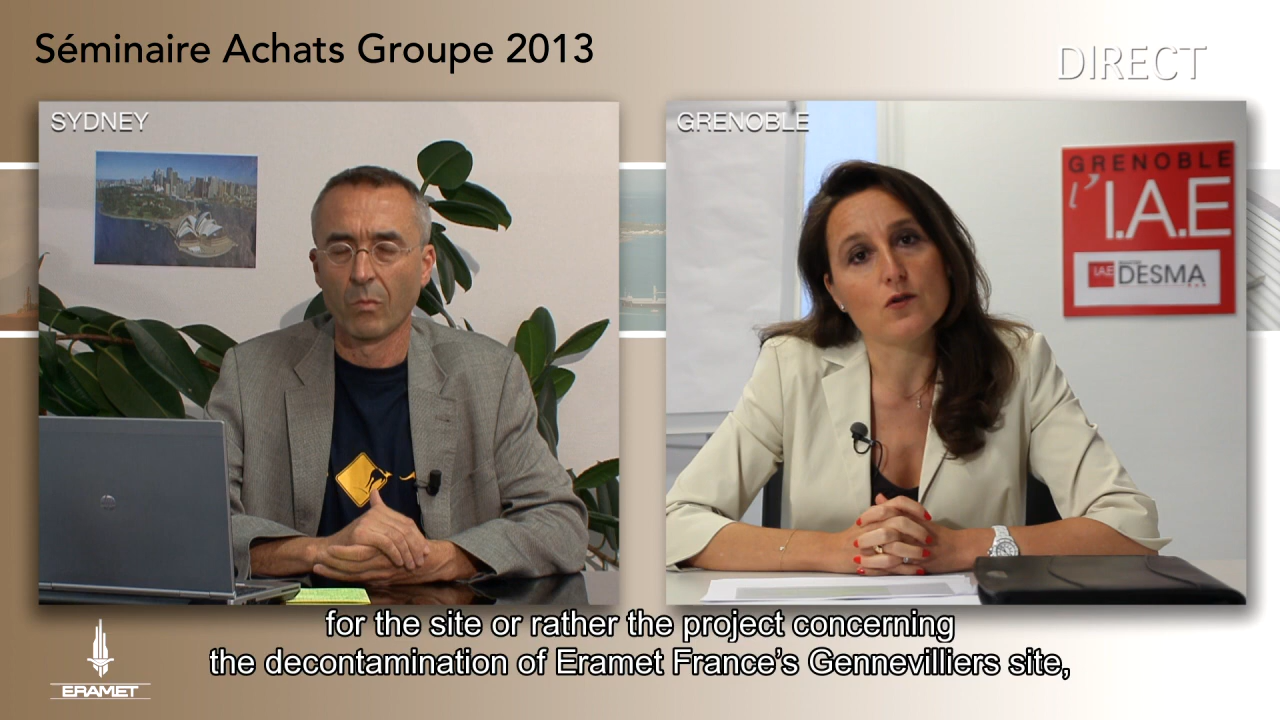 Séminaire Achats Groupe 2013
DIRECT
SYDNEY
GRENOBLE
GRENOBLE
l'I.A.E
I.A.E
DESMA
for the site or rather the project concerning
the decontamination of Eramet France's Gennevilliers site,
ERAMET